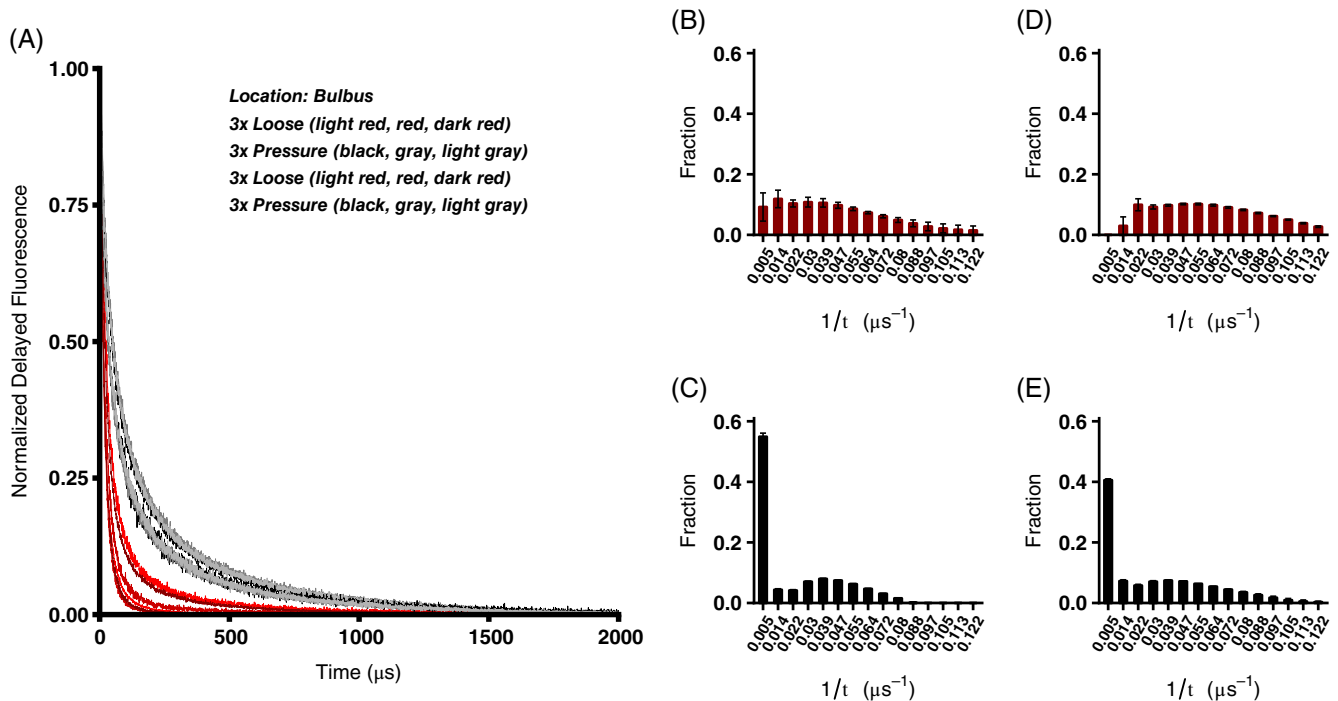 (A)
1.00
0.75
0.50
0.25
0.00
Normalized Delayed Fluorescence
Location: Bulbus
3x Loose (light red, red, dark red)
3x Pressure (black, gray, light gray)
3x Loose (light red, red, dark red)
3x Pressure (black, gray, light gray)
0 500 1000 1500 2000
Time (μs)
(B)
0.6
0.4
0.2
0.0
Fraction
0.005 0.014 0.022 0.03 0.039 0.047 0.055 0.064 0.072 0.08 0.088 0.097 0.105 0.113 0.122
1/t (μs⁻¹)
(D)
0.6
0.4
0.2
0.0
Fraction
0.005 0.014 0.022 0.03 0.039 0.047 0.055 0.064 0.072 0.08 0.088 0.097 0.105 0.113 0.122
1/t (μs⁻¹)
(C)
0.6
0.4
0.2
0.0
Fraction
0.005 0.014 0.022 0.03 0.039 0.047 0.055 0.064 0.072 0.08 0.088 0.097 0.105 0.113 0.122
1/t (μs⁻¹)
(E)
0.6
0.4
0.2
0.0
Fraction
0.005 0.014 0.022 0.03 0.039 0.047 0.055 0.064 0.072 0.08 0.088 0.097 0.105 0.113 0.122
1/t (μs⁻¹)